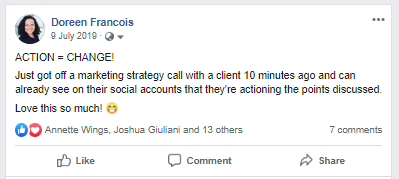 Doreen Francois
9 July 2019 ·
ACTION = CHANGE!
Just got off a marketing strategy call with a client 10 minutes ago and can
already see on their social accounts that they're actioning the points discussed.
Love this so much! 😁
Annette Wings, Joshua Giuliani and 13 others 7 comments
Like Comment Share